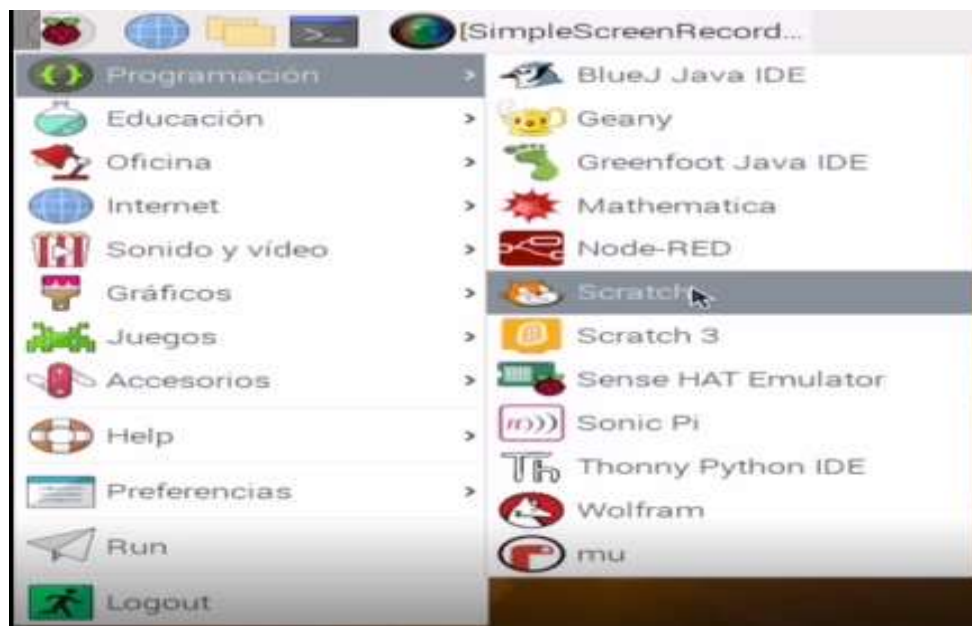 [SimpleScreenRecord...
Programación
Educación
Oficina
Internet
Sonido y vídeo
Gráficos
Juegos
Accesorios
Help
Preferencias
Run
Logout
BlueJ Java IDE
Geany
Greenfoot Java IDE
Mathematica
Node-RED
Scratch
Scratch 3
Sense HAT Emulator
Sonic Pi
Thonny Python IDE
Wolfram
mu